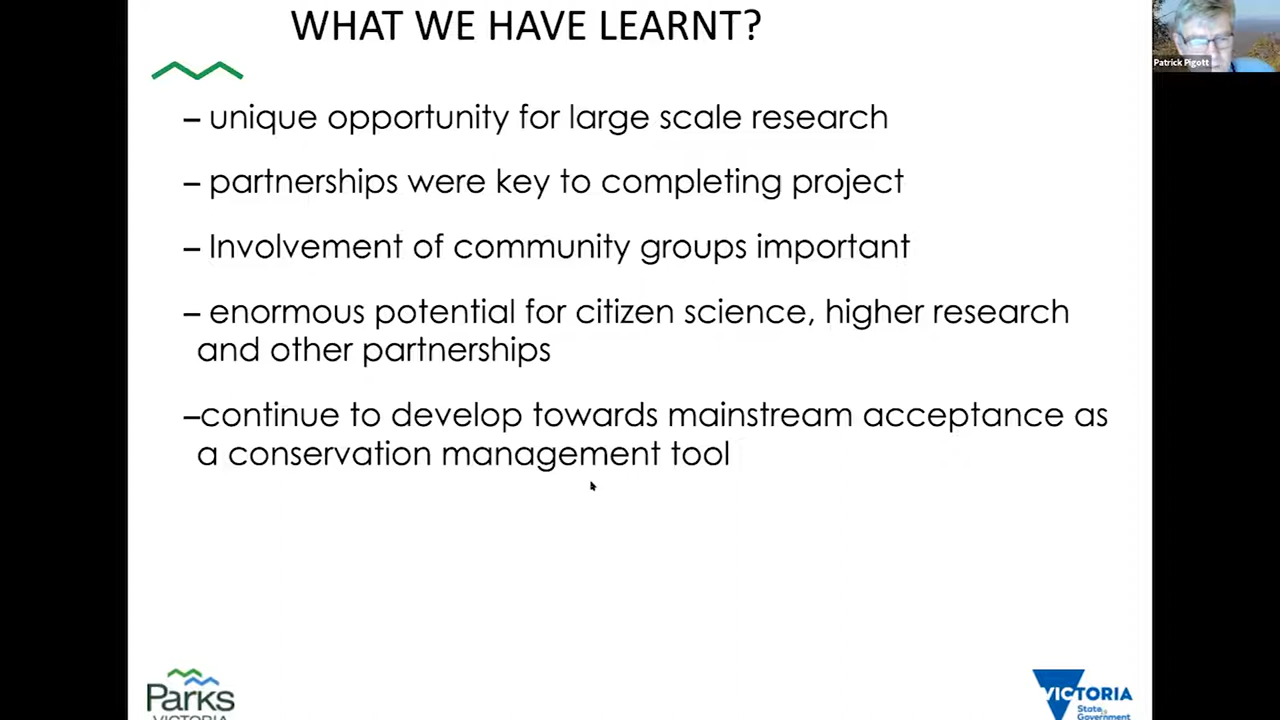 WHAT WE HAVE LEARNT?
Patrick Pigott
– unique opportunity for large scale research
– partnerships were key to completing project
– Involvement of community groups important
– enormous potential for citizen science, higher research
and other partnerships
–continue to develop towards mainstream acceptance as
a conservation management tool
Parks
VICTORIA
VICTORIA
State
Government